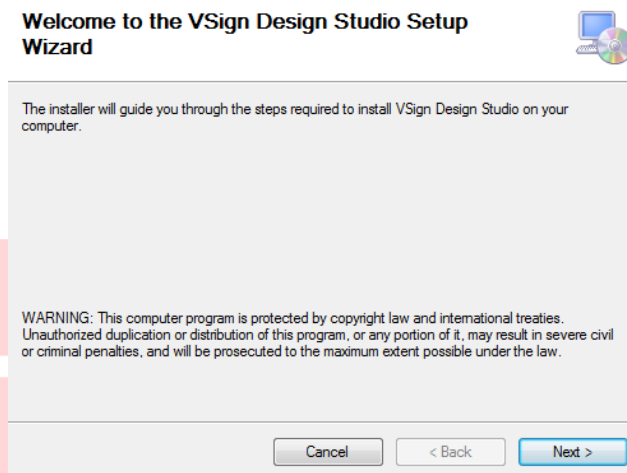 Welcome to the VSign Design Studio Setup
Wizard
The installer will guide you through the steps required to install VSign Design Studio on your
computer.
WARNING: This computer program is protected by copyright law and international treaties.
Unauthorized duplication or distribution of this program, or any portion of it, may result in severe civil
or criminal penalties, and will be prosecuted to the maximum extent possible under the law.
Cancel
< Back
Next >